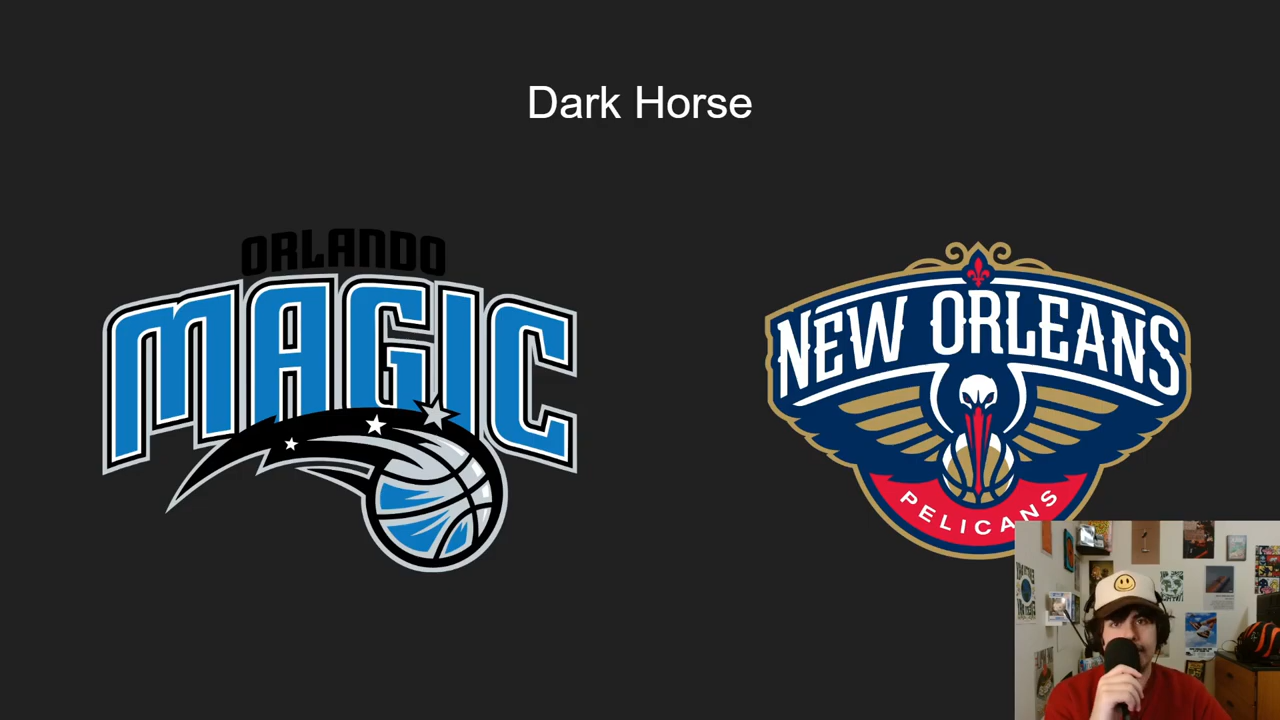 Dark Horse
ORLANDO
MAGIC
NEW ORLEANS
PELICANS